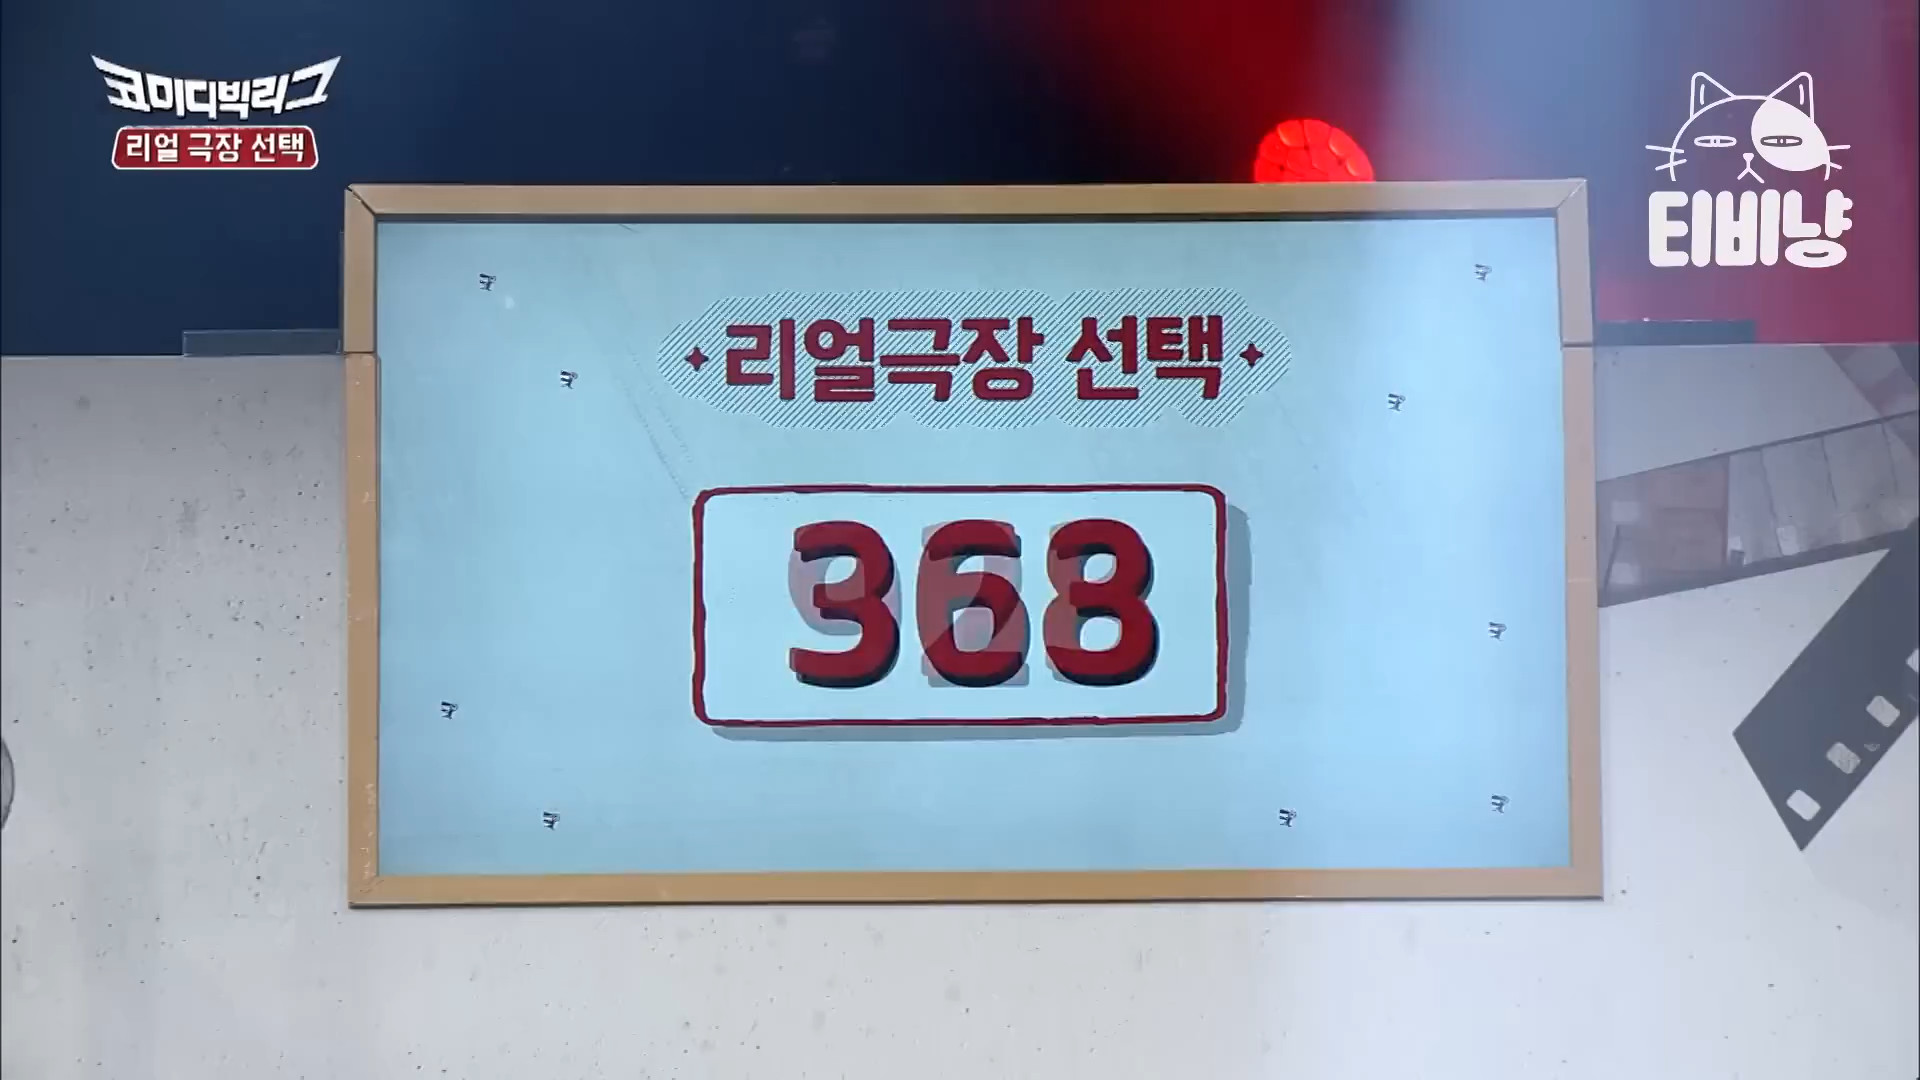 코미디빅리그
리얼 극장 선택
티비냥
리얼극장 선택
368